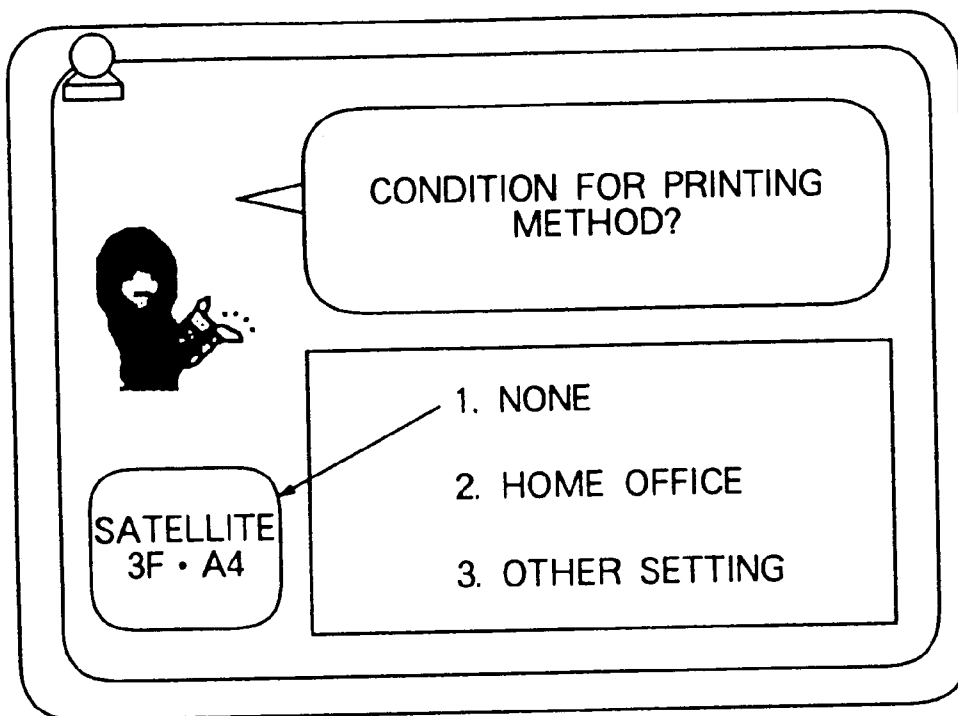 CONDITION FOR PRINTING
METHOD?
1. NONE
2. HOME OFFICE
3. OTHER SETTING
SATELLITE
3F・A4